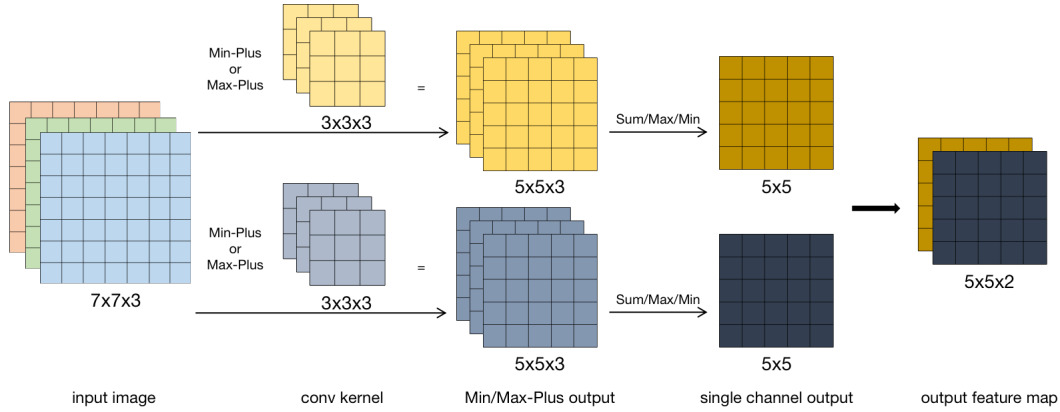 Min-Plus
or
Max-Plus
3x3x3
=
5x5x3
Sum/Max/Min
5x5
7x7x3
Min-Plus
or
Max-Plus
3x3x3
=
5x5x3
Sum/Max/Min
5x5
5x5x2
input image
conv kernel
Min/Max-Plus output
single channel output
output feature map